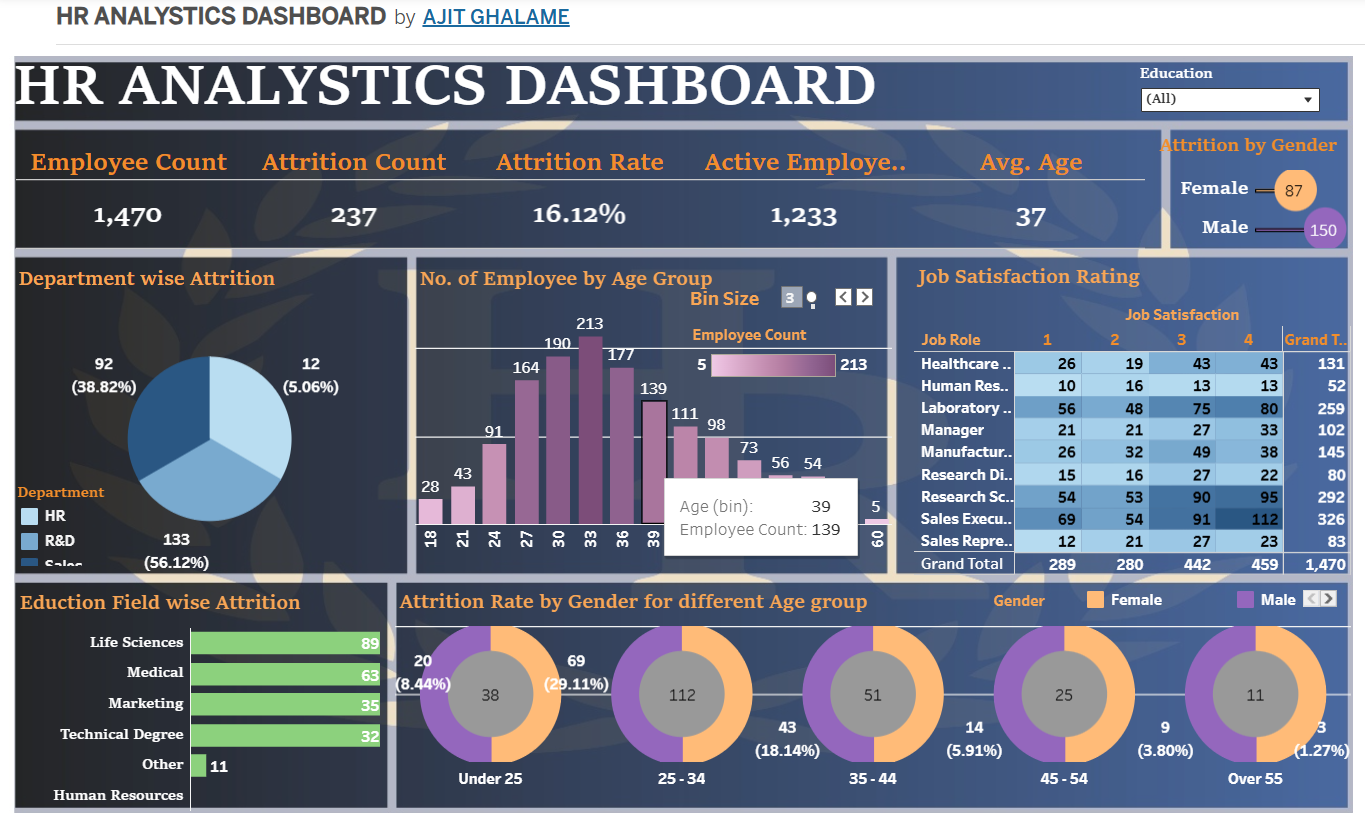 HR ANALYSTICS DASHBOARD by AJIT GHALAME
HR ANALYSTICS DASHBOARD
Education
(All)
Employee Count Attrition Count Attrition Rate Active Employe.. Avg. Age
1,470 237 16.12% 1,233 37
Attrition by Gender
Female 87
Male 150
Department wise Attrition
92
(38.82%)
12
(5.06%)
133
(56.12%)
Department
HR
R&D
Sales
No. of Employee by Age Group
Bin Size 3
Employee Count
5 213
28 43 91 164 190 213 177 139 111 98 73 56 54 5
18 21 24 27 30 33 36 39 60
Age (bin): 39
Employee Count: 139
Job Satisfaction Rating
Job Satisfaction
Job Role 1 2 3 4 Grand T..
Healthcare .. 26 19 43 43 131
Human Res.. 10 16 13 13 52
Laboratory .. 56 48 75 80 259
Manager 21 21 27 33 102
Manufactur.. 26 32 49 38 145
Research Di.. 15 16 27 22 80
Research Sc.. 54 53 90 95 292
Sales Execu.. 69 54 91 112 326
Sales Repre.. 12 21 27 23 83
Grand Total 289 280 442 459 1,470
Eduction Field wise Attrition
Life Sciences 89
Medical 63
Marketing 35
Technical Degree 32
Other 11
Human Resources
Attrition Rate by Gender for different Age group
Gender Female Male
20
(8.44%)
38
69
(29.11%)
112
43
(18.14%)
51
14
(5.91%)
25
9
(3.80%)
11
3
(1.27%)
Under 25 25 - 34 35 - 44 45 - 54 Over 55